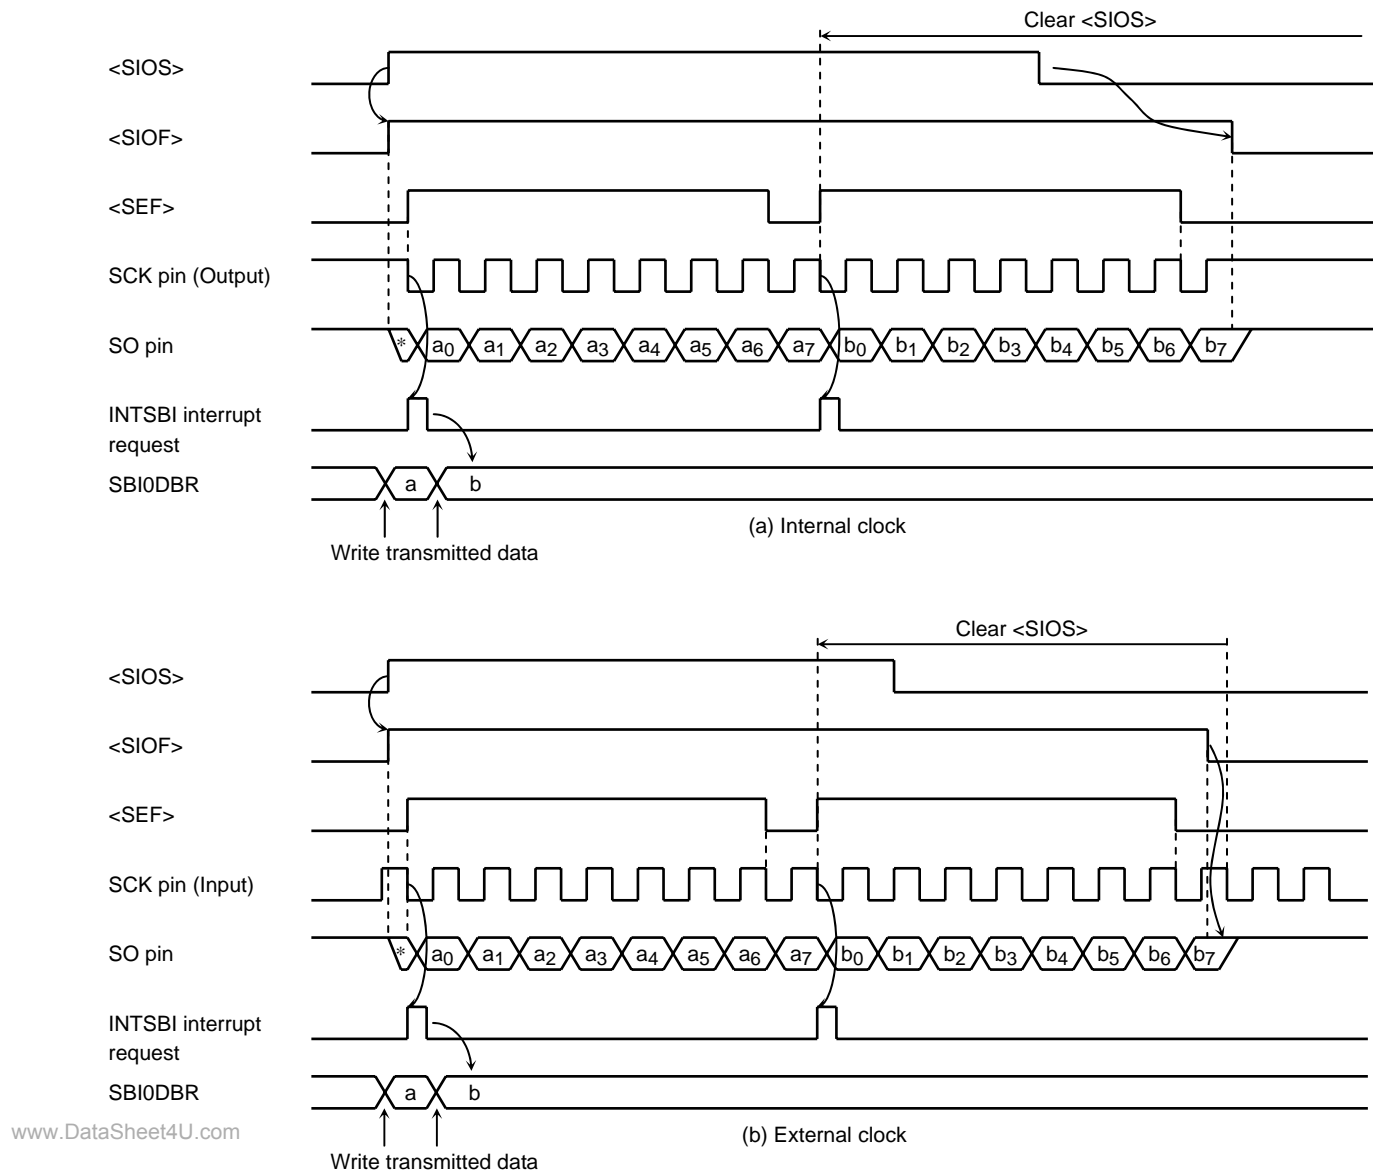 Clear <SIOS>
<SIOS>
<SIOF>
<SEF>
SCK pin (Output)
SO pin
* a0 a1 a2 a3 a4 a5 a6 a7 b0 b1 b2 b3 b4 b5 b6 b7
INTSBI interrupt
request
SBI0DBR
a b
(a) Internal clock
Write transmitted data
Clear <SIOS>
<SIOS>
<SIOF>
<SEF>
SCK pin (Input)
SO pin
* a0 a1 a2 a3 a4 a5 a6 a7 b0 b1 b2 b3 b4 b5 b6 b7
INTSBI interrupt
request
SBI0DBR
a b
www.DataSheet4U.com
(b) External clock
Write transmitted data